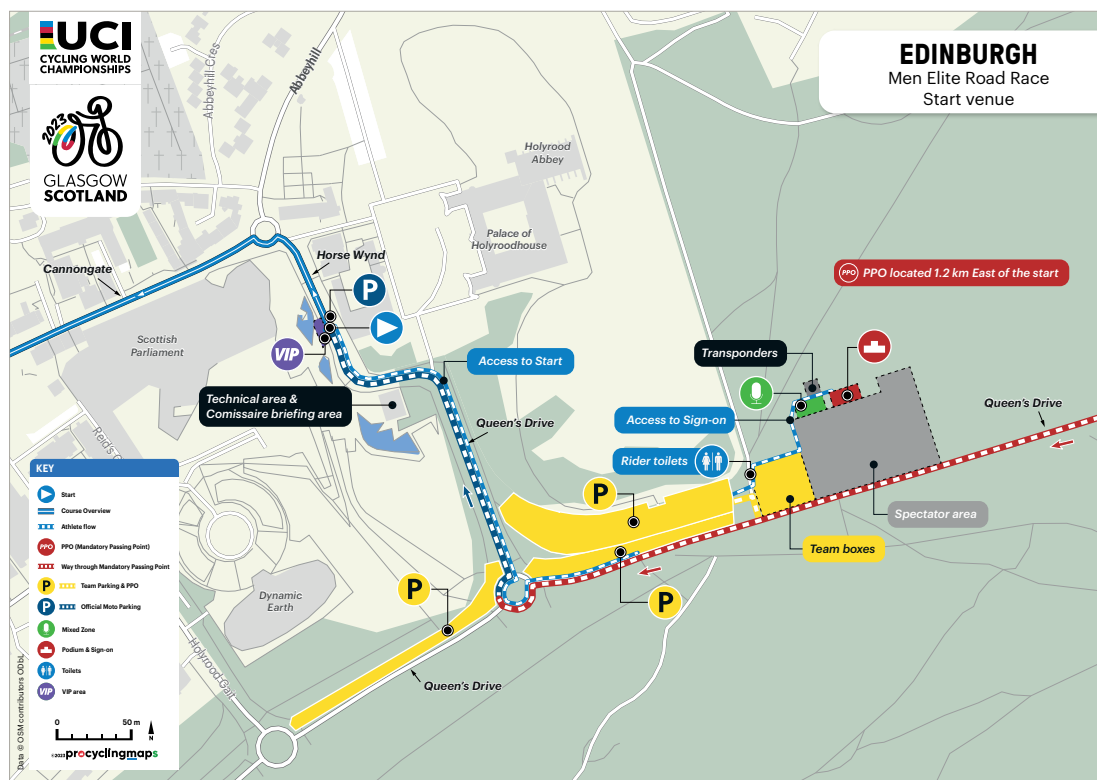 UCI
CYCLING WORLD
CHAMPIONSHIPS
2023
GLASGOW
SCOTLAND
EDINBURGH
Men Elite Road Race
Start venue
Abbeyhill Cres
Abbeyhill
Holyrood
Abbey
Palace of
Holyroodhouse
Horse Wynd
Cannongate
P
PPO PPO located 1.2 km East of the start
Scottish
Parliament
VIP
Transponders
Access to Start
Technical area &
Comissaire briefing area
Queen's Drive
Queen's Drive
Access to Sign-on
Reids C
Rider toilets
P
Spectator area
Team boxes
P
P
Dynamic
Earth
Holyrood Gait
Queen's Drive
KEY
Start
Course Overview
Athlete flow
PPO PPO (Mandatory Passing Point)
Way through Mandatory Passing Point
P Team Parking & PPO
P Official Moto Parking
Mixed Zone
Podium & Sign-on
Toilets
VIP VIP area
0 50 m
N
©2023 procyclingmaps
Data © OSM contributors ODbL